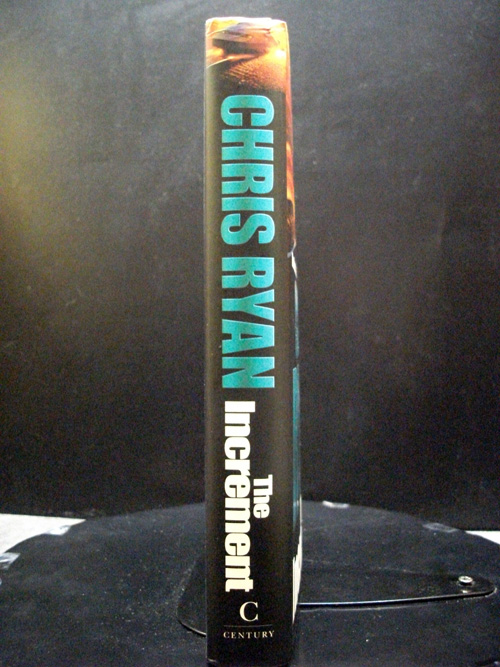 CHRIS RYAN
The
Increment
C
CENTURY